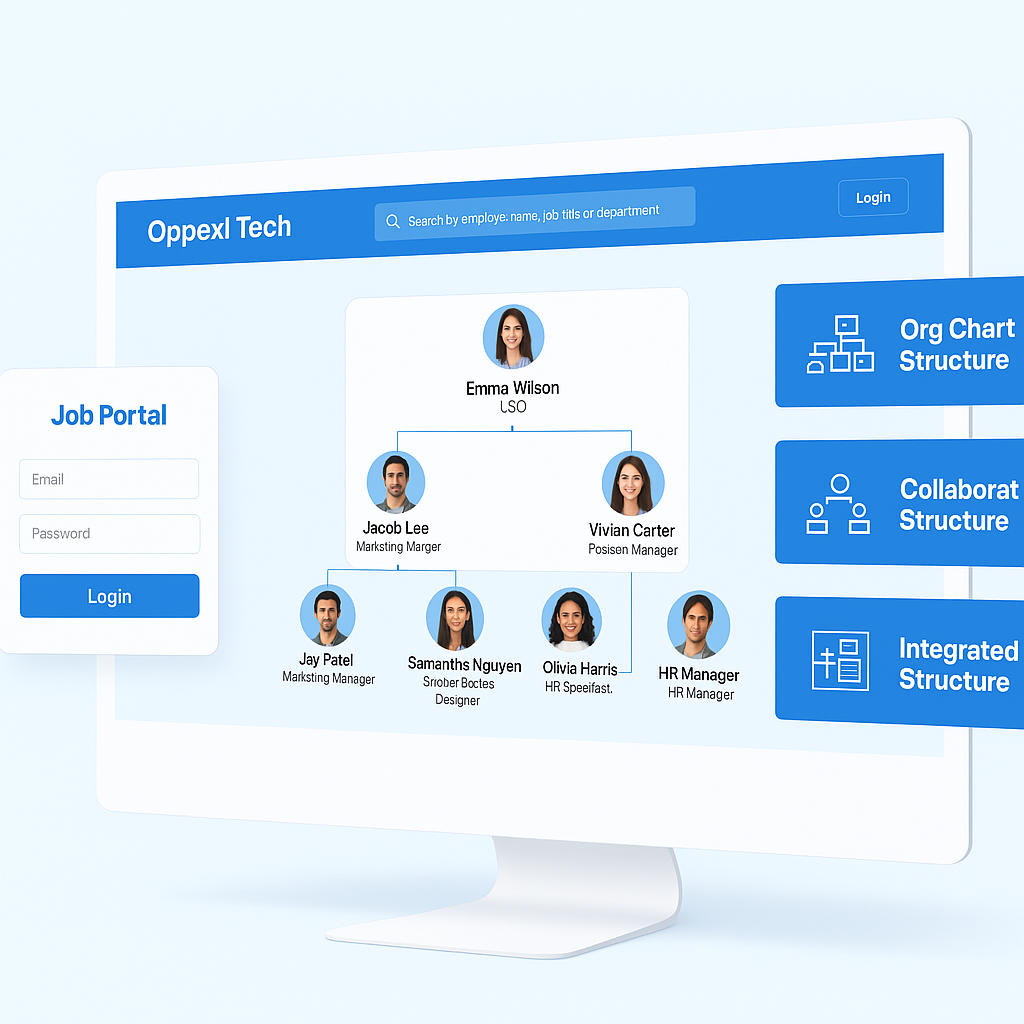 Oppexl Tech
Search by employe: name, job titls or department
Login
Job Portal
Email
Password
Login
Emma Wilson
USO
Jacob Lee
Marksting Marger
Vivian Carter
Posisen Manager
Jay Patel
Marksting Manager
Samanths Nguyen
Srrober Boctes
Designer
Olivia Harris
HR Speeifast.
HR Manager
HR Manager
Org Chart
Structure
Collaborat
Structure
Integrated
Structure